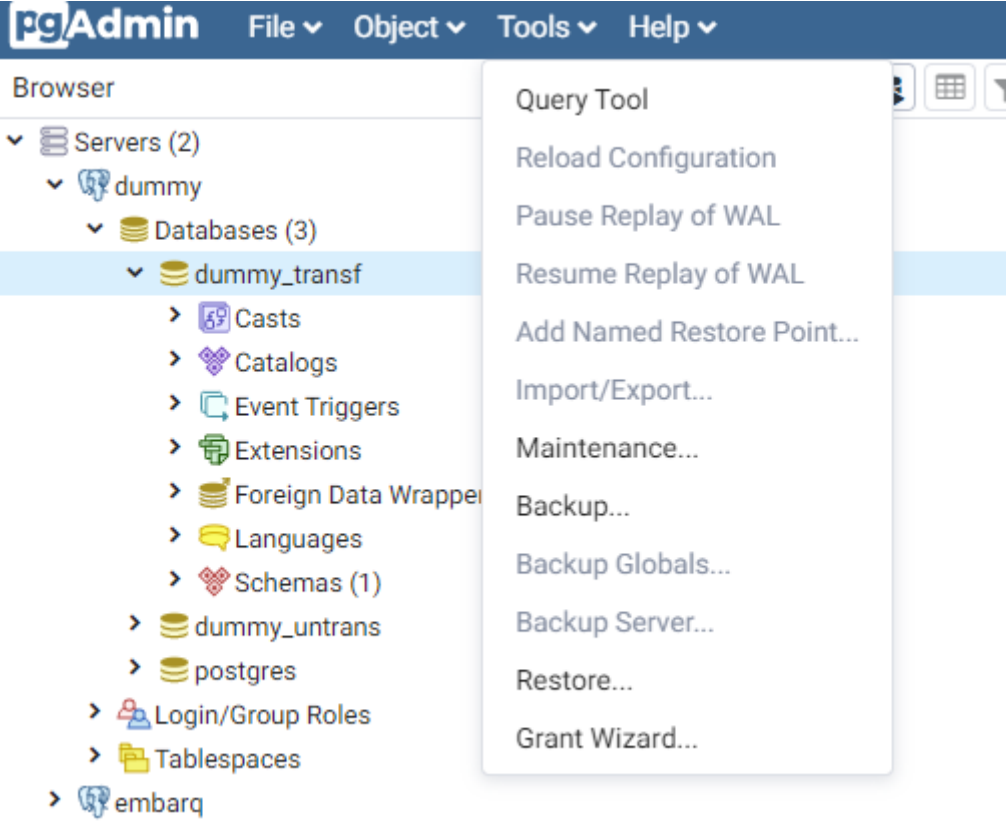 pgAdmin File Object Tools Help
Browser
Servers (2)
dummy
Databases (3)
dummy_transf
Casts
Catalogs
Event Triggers
Extensions
Foreign Data Wrapper
Languages
Schemas (1)
dummy_untrans
postgres
Login/Group Roles
Tablespaces
embarq
Query Tool
Reload Configuration
Pause Replay of WAL
Resume Replay of WAL
Add Named Restore Point...
Import/Export...
Maintenance...
Backup...
Backup Globals...
Backup Server...
Restore...
Grant Wizard...